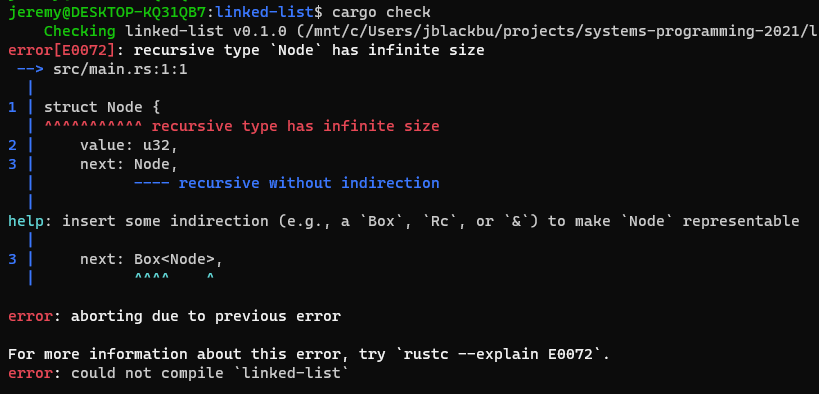 jeremy@DESKTOP-KQ31QB7:linked-list$ cargo check
    Checking linked-list v0.1.0 (/mnt/c/Users/jblackbu/projects/systems-programming-2021/l
error[E0072]: recursive type `Node` has infinite size
 --> src/main.rs:1:1
  |
1 | struct Node {
  | ^^^^^^^^^^^ recursive type has infinite size
2 |     value: u32,
3 |     next: Node,
  |           ---- recursive without indirection
  |
help: insert some indirection (e.g., a `Box`, `Rc`, or `&`) to make `Node` representable
  |
3 |     next: Box<Node>,
  |           ^^^^    ^

error: aborting due to previous error

For more information about this error, try `rustc --explain E0072`.
error: could not compile `linked-list`